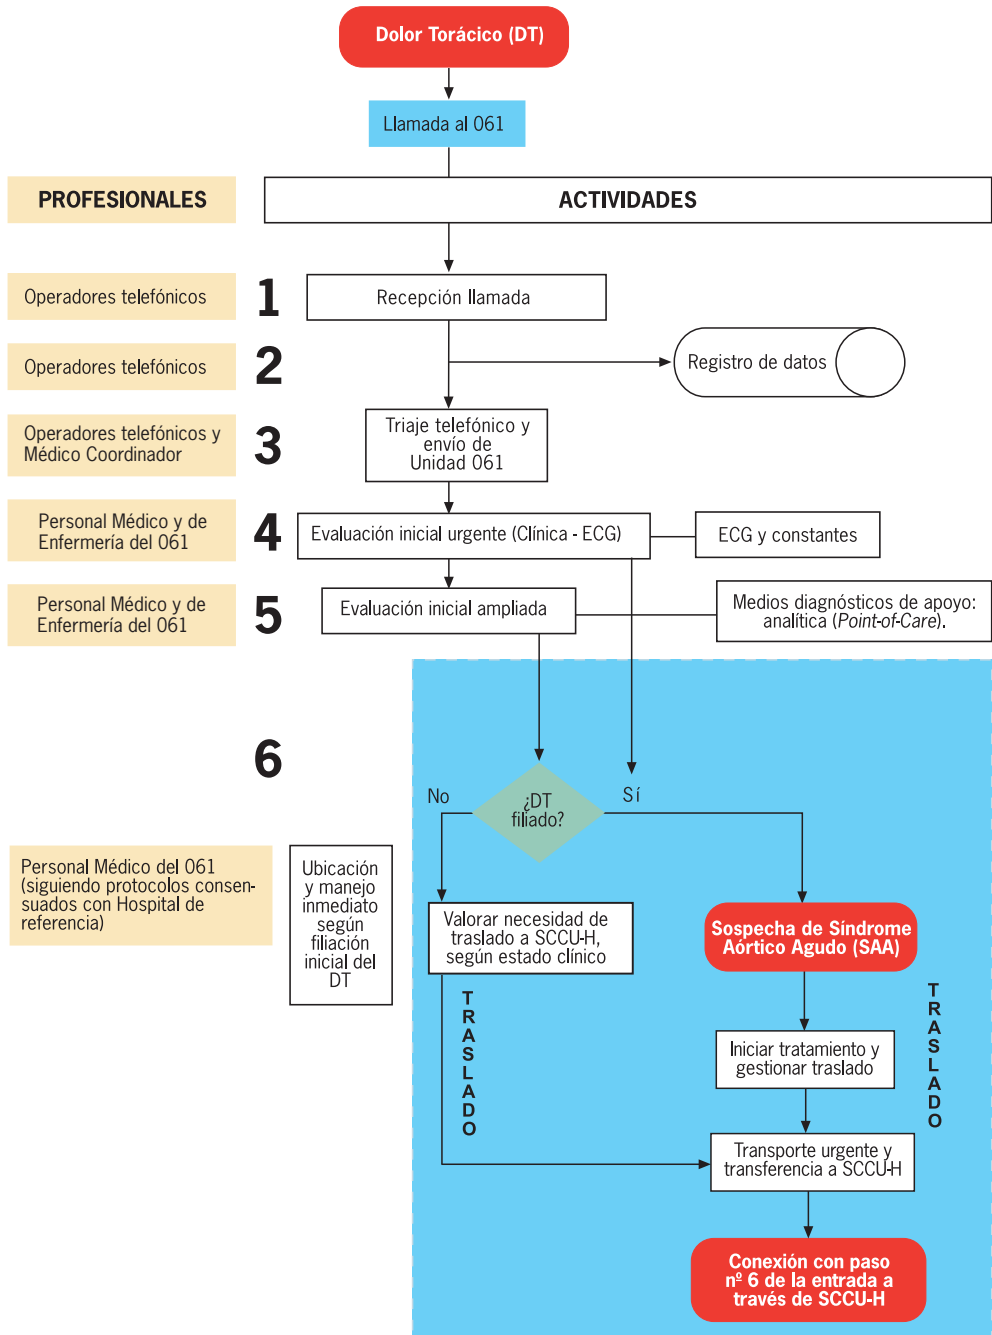 Dolor Torácico (DT)
Llamada al 061
PROFESIONALES
ACTIVIDADES
Operadores telefónicos
1
Recepción llamada
Operadores telefónicos
2
Registro de datos
Operadores telefónicos y
Médico Coordinador
3
Triaje telefónico y
envío de
Unidad 061
Personal Médico y de
Enfermería del 061
4
Evaluación inicial urgente (Clínica - ECG)
ECG y constantes
Personal Médico y de
Enfermería del 061
5
Evaluación inicial ampliada
Medios diagnósticos de apoyo:
analítica (Point-of-Care).
6
No
¿DT
filiado?
Sí
Personal Médico del 061
(siguiendo protocolos consen-
suados con Hospital de
referencia)
Ubicación
y manejo
inmediato
según
filiación
inicial del
DT
Valorar necesidad de
traslado a SCCU-H,
según estado clínico
Sospecha de Síndrome
Aórtico Agudo (SAA)
TRASLADO
TRASLADO
Iniciar tratamiento y
gestionar traslado
Transporte urgente y
transferencia a SCCU-H
Conexión con paso
nº 6 de la entrada a
través de SCCU-H